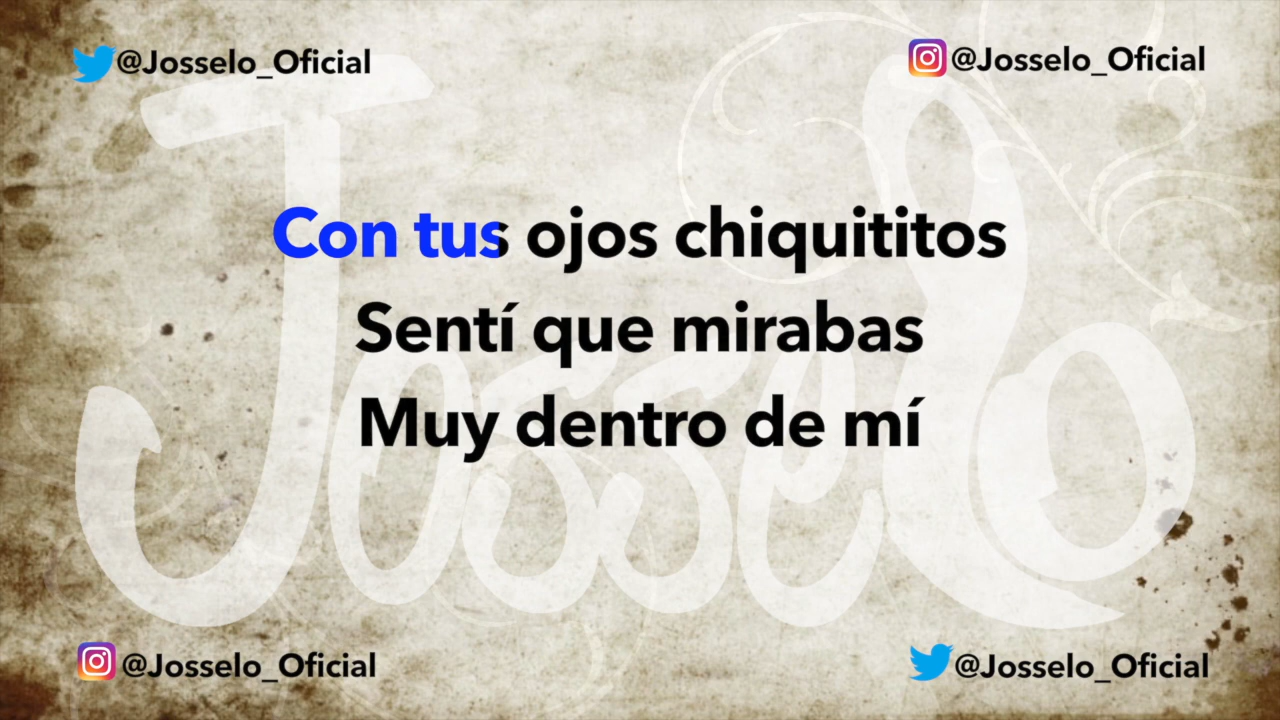 @Josselo_Oficial
@Josselo_Oficial
Con tus ojos chiquititos
Sentí que mirabas
Muy dentro de mí
Josselo
@Josselo_Oficial
@Josselo_Oficial